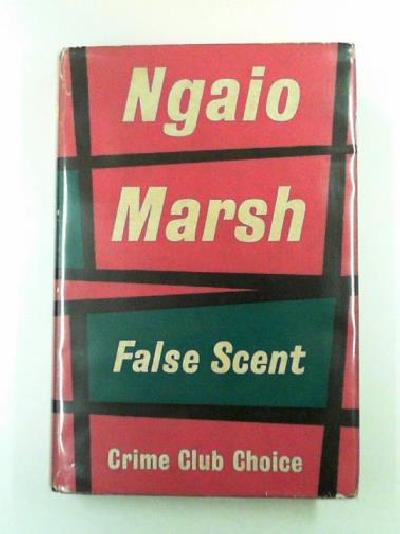 Ngaio
Marsh
False Scent
Crime Club Choice